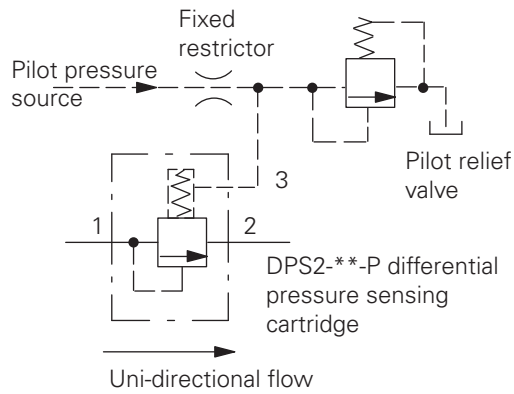 Fixed
restrictor
Pilot pressure
source
Pilot relief
valve
3
1
2
DPS2-**-P differential
pressure sensing
cartridge
Uni-directional flow